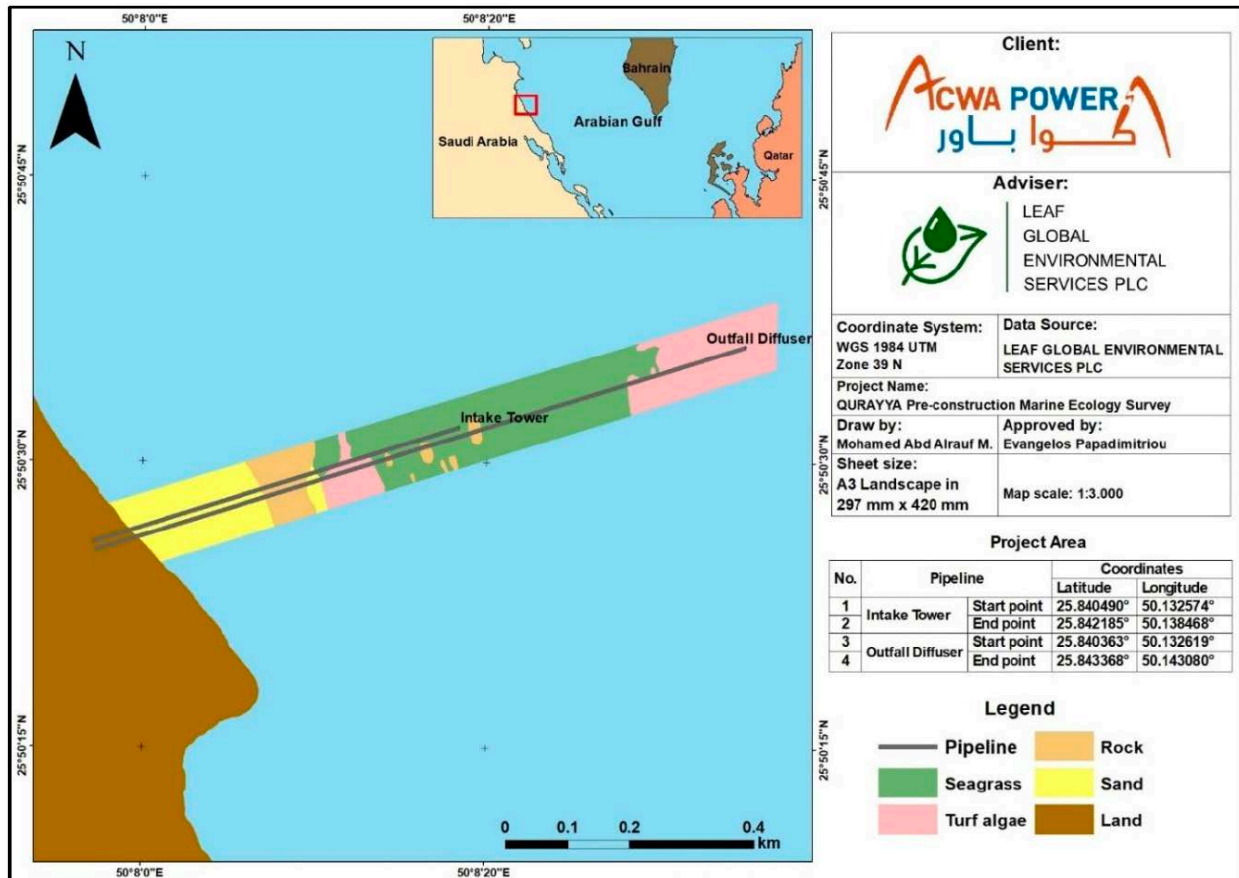 50°8'0"E
50°8'20"E
N
25°50'45"N
25°50'45"N
Bahrain
Arabian Gulf
Saudi Arabia
Qatar
Outfall Diffuser
Intake Tower
25°50'30"N
25°50'30"N
25°50'15"N
25°50'15"N
0 0.1 0.2 0.4
km
50°8'0"E
50°8'20"E
Client:
ACWA POWER
أكوا باور
Adviser:
LEAF
GLOBAL
ENVIRONMENTAL
SERVICES PLC
Coordinate System:
WGS 1984 UTM
Zone 39 N
Data Source:
LEAF GLOBAL ENVIRONMENTAL
SERVICES PLC
Project Name:
QURAYYA Pre-construction Marine Ecology Survey
Draw by:
Mohamed Abd Alrauf M.
Approved by:
Evangelos Papadimitriou
Sheet size:
A3 Landscape in
297 mm x 420 mm
Map scale: 1:3.000
Project Area
No. Pipeline Coordinates
Latitude Longitude
1 Intake Tower Start point 25.840490° 50.132574°
2 End point 25.842185° 50.138468°
3 Outfall Diffuser Start point 25.840363° 50.132619°
4 End point 25.843368° 50.143080°
Legend
Pipeline
Rock
Seagrass
Sand
Turf algae
Land